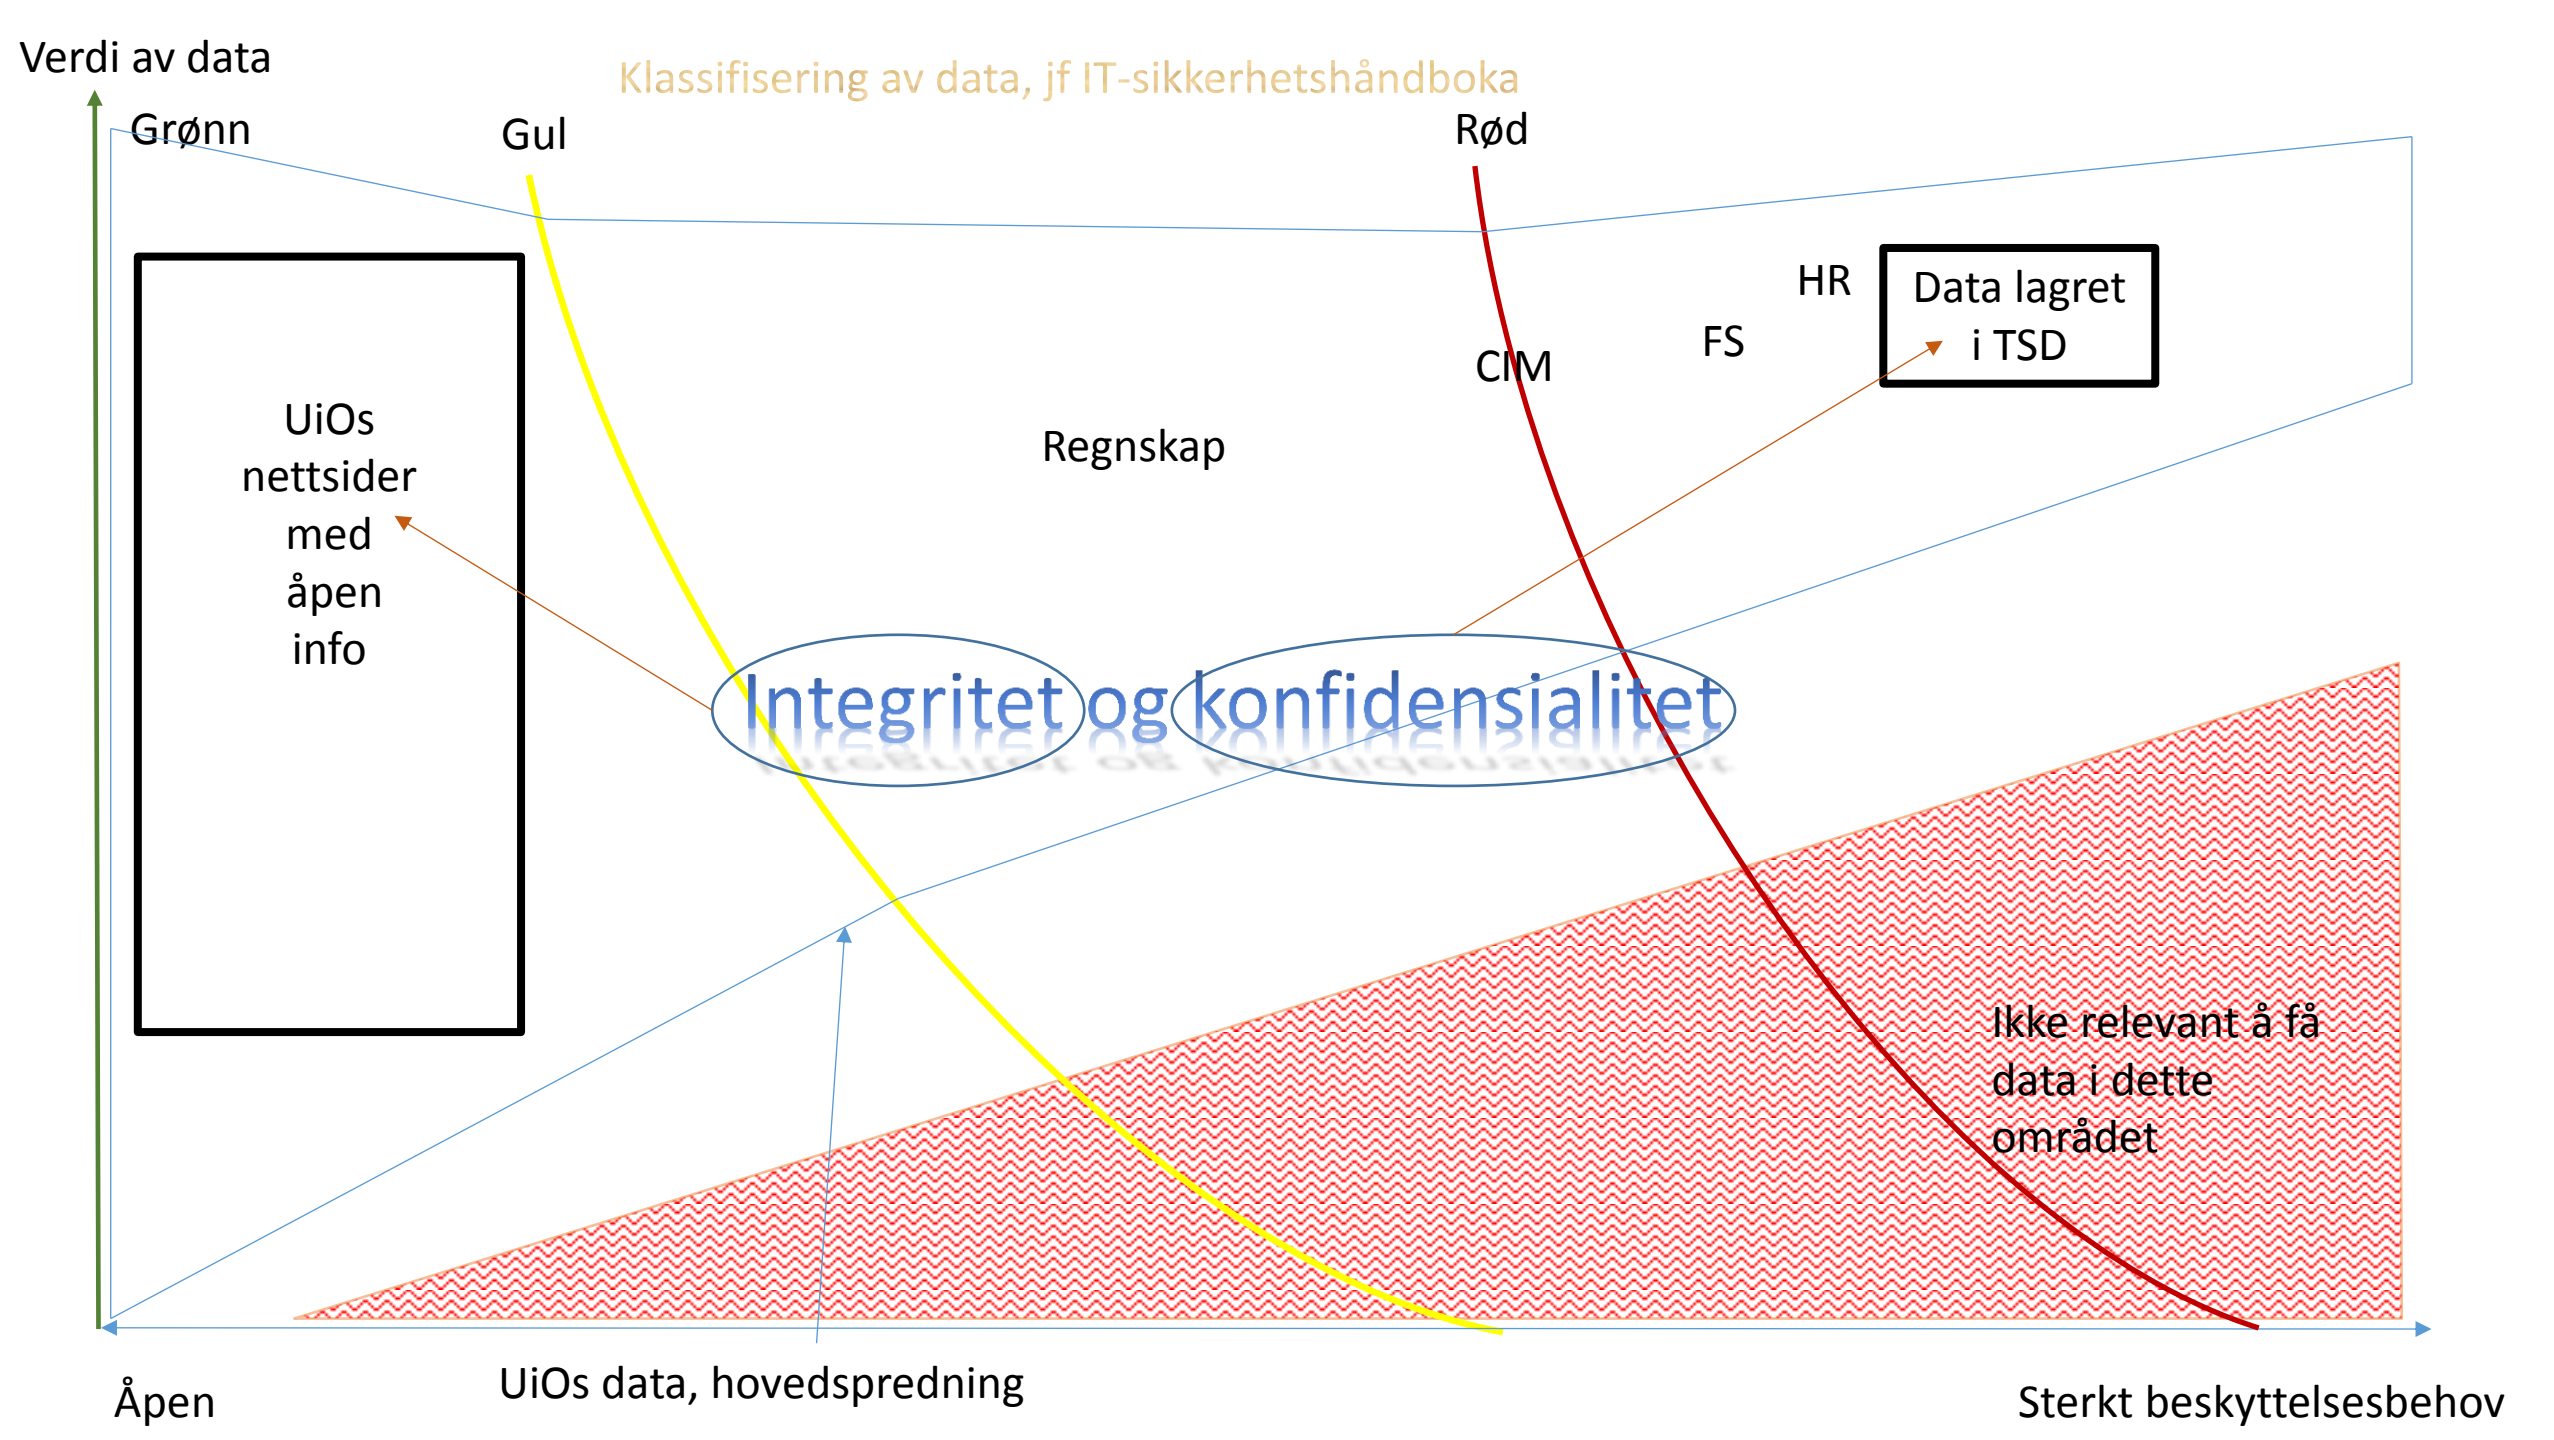 Verdi av data
Klassifisering av data, jf IT-sikkerhetshåndboka
Grønn
Gul
Rød
HR
Data lagret
i TSD
FS
CIM
Regnskap
UiOs
nettsider
med
åpen
info
Integritet og konfidensialitet
Ikke relevant å få
data i dette
området
UiOs data, hovedspredning
Åpen
Sterkt beskyttelsesbehov